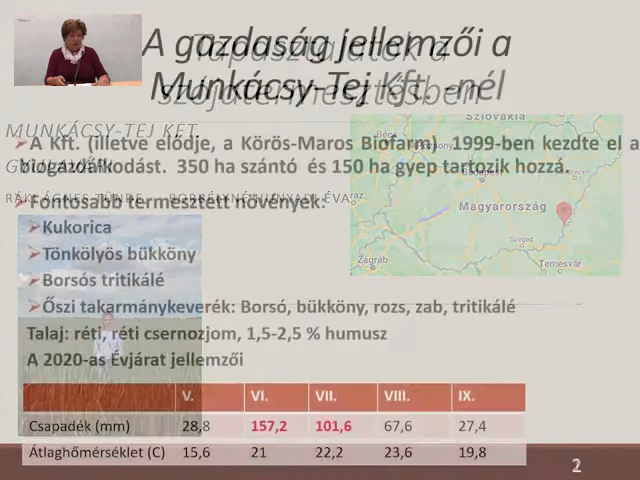 A gazdaság jellemzői a
Munkácsy-Tej Kft. -nél
Tapasztalatok a
szójatermesztésben
MUNKÁCSY-TEJ KFT.
A Kft. (illetve elődje, a Körös-Maros Biofarm) 1999-ben kezdte el a
biogazdálkodást. 350 ha szántó és 150 ha gyep tartozik hozzá.
Fontosabb termesztett növények:
Kukorica
Tönkölyös bükköny
Borsós tritikálé
Őszi takarmánykeverék: Borsó, bükköny, rozs, zab, tritikálé
Talaj: réti, réti csernozjom, 1,5-2,5 % humusz
A 2020-as Évjárat jellemzői
V. VI. VII. VIII. IX.
Csapadék (mm) 28,8 157,2 101,6 67,6 27,4
Átlaghőmérséklet (C) 15,6 21 22,2 23,6 19,8
Szlovákia
Bécs
Budapest
Magyarország
Szeged
Zágráb
Temesvár
2